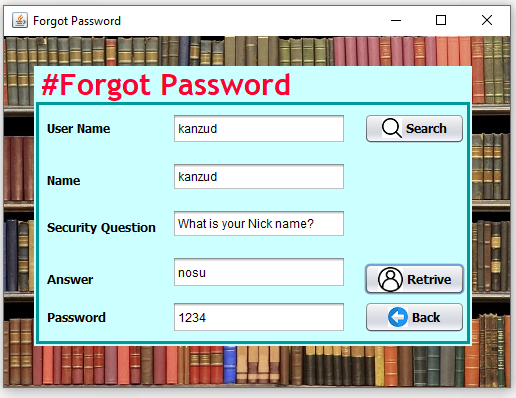 Forgot Password
#Forgot Password
User Name kanzud Search
Name kanzud
Security Question What is your Nick name?
Answer nosu Retrive
Password 1234 Back